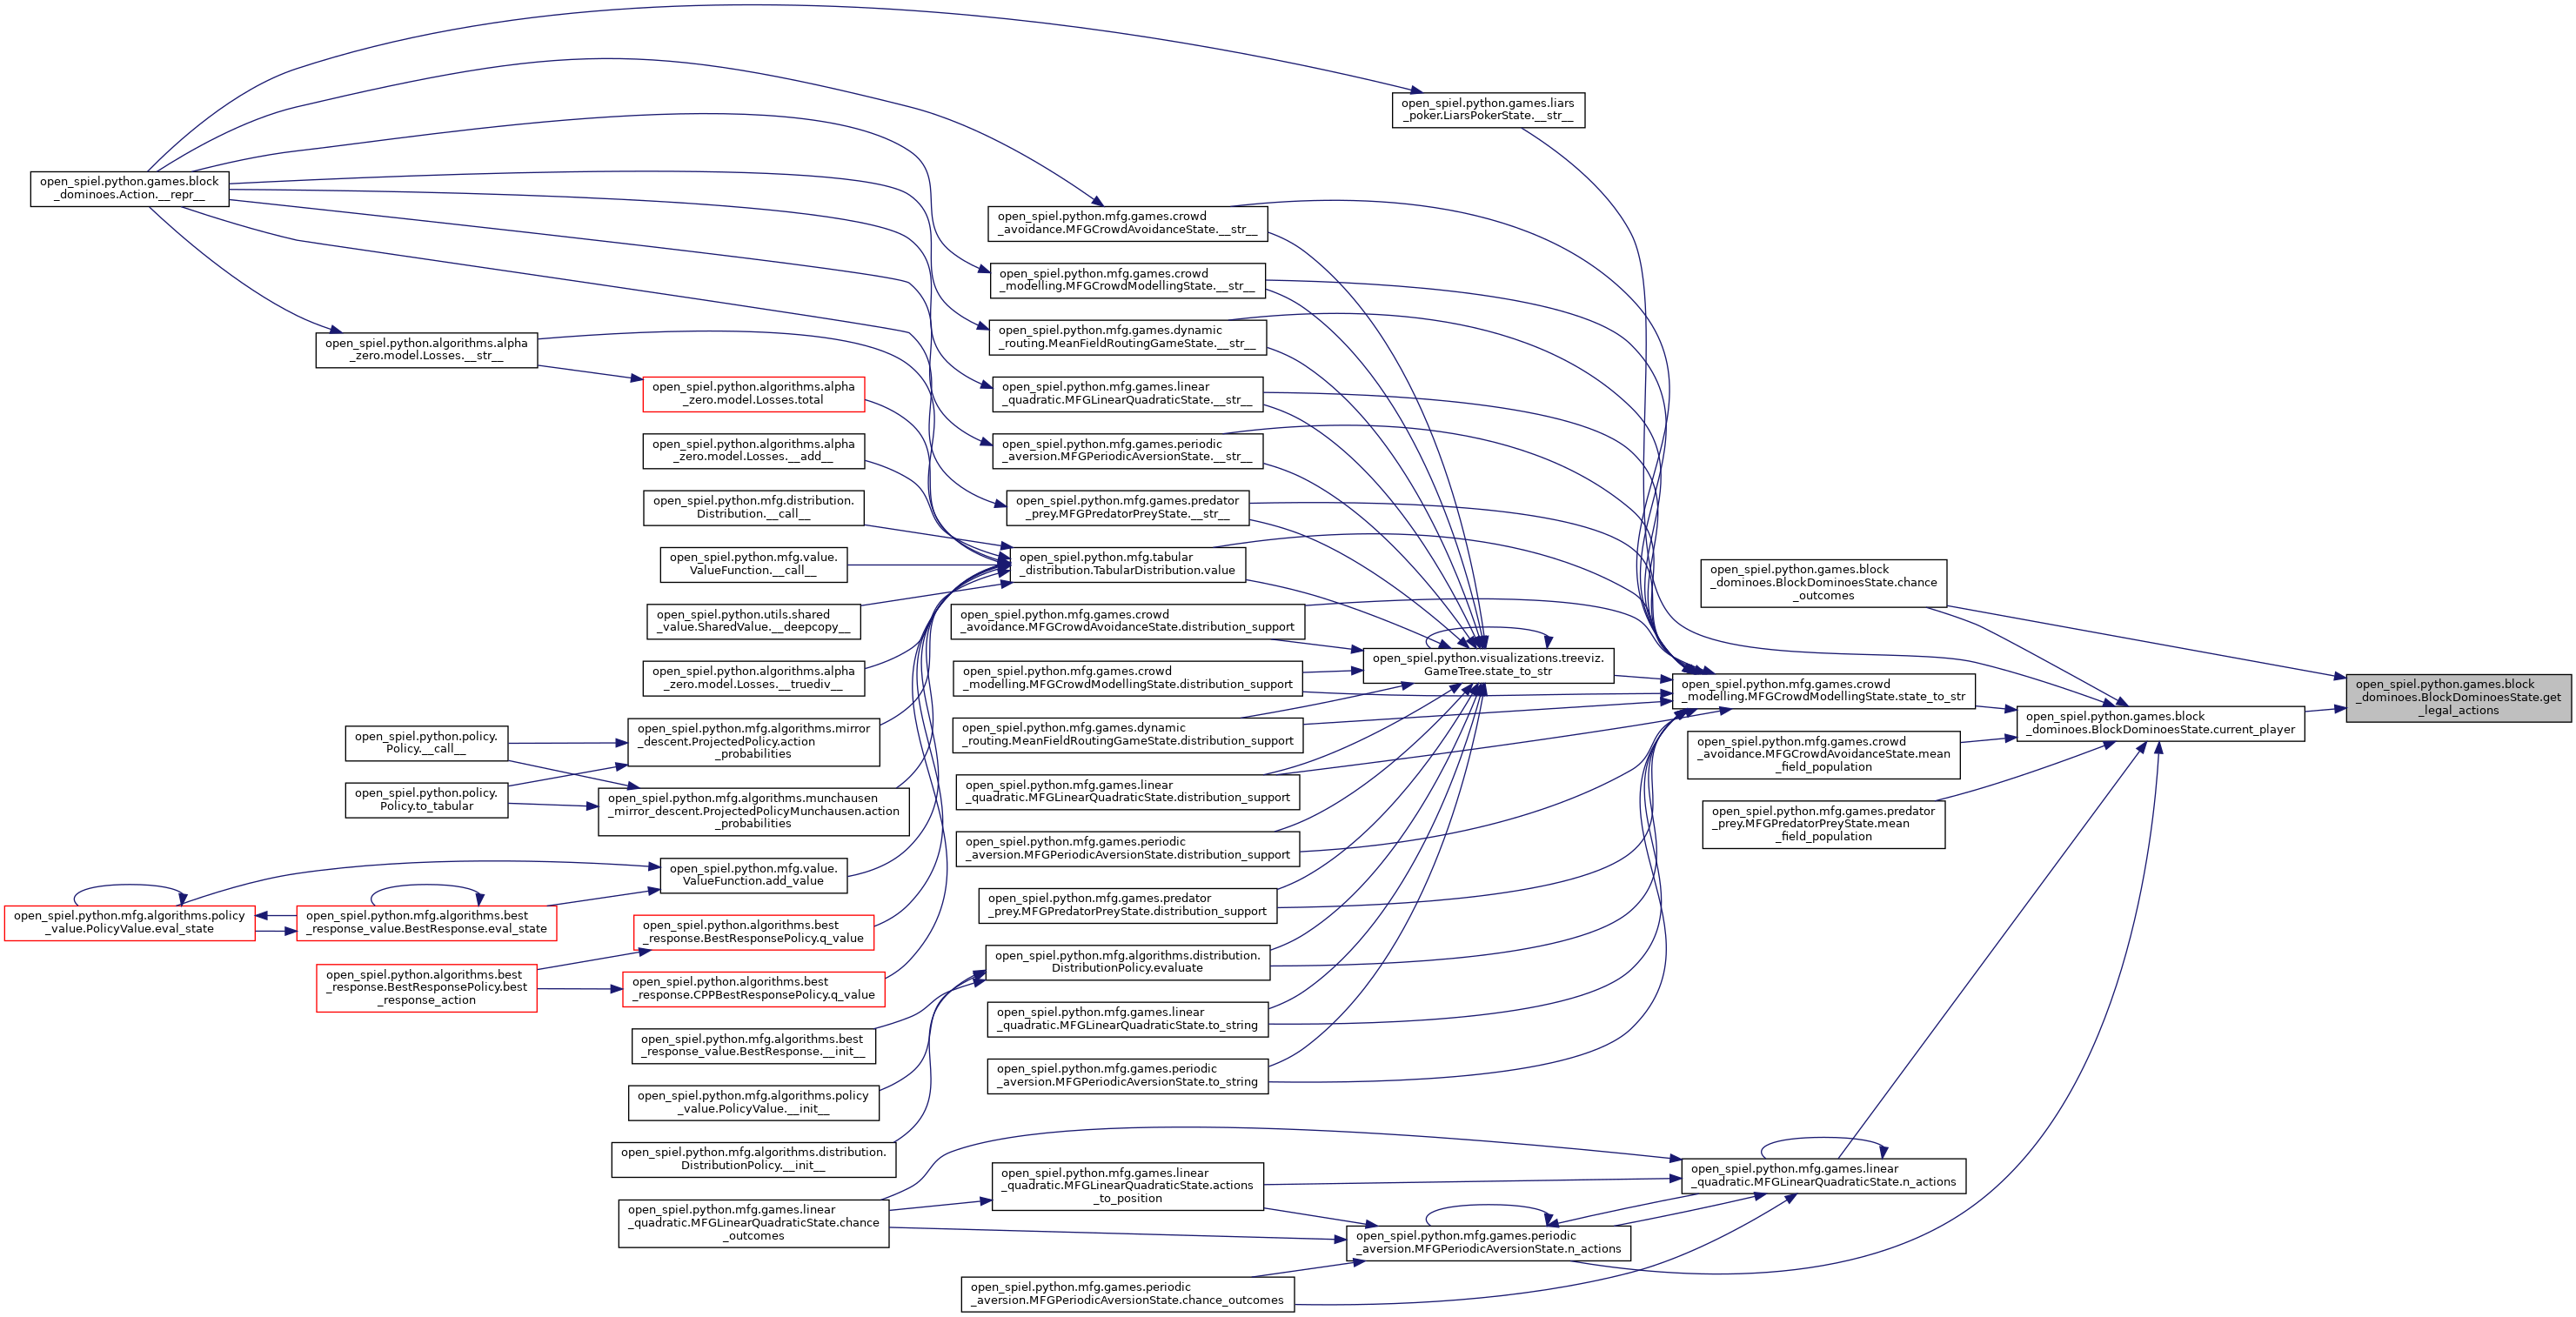 open_spiel.python.games.liars
_poker.LiarsPokerState.__str__
open_spiel.python.games.block
_dominoes.Action.__repr__
open_spiel.python.mfg.games.crowd
_avoidance.MFGCrowdAvoidanceState.__str__
open_spiel.python.mfg.games.crowd
_modelling.MFGCrowdModellingState.__str__
open_spiel.python.mfg.games.dynamic
_routing.MeanFieldRoutingGameState.__str__
open_spiel.python.algorithms.alpha
_zero.model.Losses.__str__
open_spiel.python.algorithms.alpha
_zero.model.Losses.total
open_spiel.python.mfg.games.linear
_quadratic.MFGLinearQuadraticState.__str__
open_spiel.python.algorithms.alpha
_zero.model.Losses.__add__
open_spiel.python.mfg.games.periodic
_aversion.MFGPeriodicAversionState.__str__
open_spiel.python.mfg.distribution.
Distribution.__call__
open_spiel.python.mfg.games.predator
_prey.MFGPredatorPreyState.__str__
open_spiel.python.mfg.value.
ValueFunction.__call__
open_spiel.python.mfg.tabular
_distribution.TabularDistribution.value
open_spiel.python.games.block
_dominoes.BlockDominoesState.chance
_outcomes
open_spiel.python.utils.shared
_value.SharedValue.__deepcopy__
open_spiel.python.mfg.games.crowd
_avoidance.MFGCrowdAvoidanceState.distribution_support
open_spiel.python.visualizations.treeviz.
GameTree.state_to_str
open_spiel.python.algorithms.alpha
_zero.model.Losses.__truediv__
open_spiel.python.mfg.games.crowd
_modelling.MFGCrowdModellingState.distribution_support
open_spiel.python.mfg.games.crowd
_modelling.MFGCrowdModellingState.state_to_str
open_spiel.python.games.block
_dominoes.BlockDominoesState.get
_legal_actions
open_spiel.python.games.block
_dominoes.BlockDominoesState.current_player
open_spiel.python.policy.
Policy.__call__
open_spiel.python.mfg.algorithms.mirror
_descent.ProjectedPolicy.action
_probabilities
open_spiel.python.mfg.games.dynamic
_routing.MeanFieldRoutingGameState.distribution_support
open_spiel.python.mfg.games.crowd
_avoidance.MFGCrowdAvoidanceState.mean
_field_population
open_spiel.python.policy.
Policy.to_tabular
open_spiel.python.mfg.algorithms.munchausen
_mirror_descent.ProjectedPolicyMunchausen.action
_probabilities
open_spiel.python.mfg.games.linear
_quadratic.MFGLinearQuadraticState.distribution_support
open_spiel.python.mfg.games.predator
_prey.MFGPredatorPreyState.mean
_field_population
open_spiel.python.mfg.games.periodic
_aversion.MFGPeriodicAversionState.distribution_support
open_spiel.python.mfg.value.
ValueFunction.add_value
open_spiel.python.mfg.algorithms.policy
_value.PolicyValue.eval_state
open_spiel.python.mfg.algorithms.best
_response_value.BestResponse.eval_state
open_spiel.python.mfg.games.predator
_prey.MFGPredatorPreyState.distribution_support
open_spiel.python.algorithms.best
_response.BestResponsePolicy.q_value
open_spiel.python.mfg.algorithms.distribution.
DistributionPolicy.evaluate
open_spiel.python.algorithms.best
_response.BestResponsePolicy.best
_response_action
open_spiel.python.algorithms.best
_response.CPPBestResponsePolicy.q_value
open_spiel.python.mfg.games.linear
_quadratic.MFGLinearQuadraticState.to_string
open_spiel.python.mfg.algorithms.best
_response_value.BestResponse.__init__
open_spiel.python.mfg.games.periodic
_aversion.MFGPeriodicAversionState.to_string
open_spiel.python.mfg.algorithms.policy
_value.PolicyValue.__init__
open_spiel.python.mfg.algorithms.distribution.
DistributionPolicy.__init__
open_spiel.python.mfg.games.linear
_quadratic.MFGLinearQuadraticState.actions
_to_position
open_spiel.python.mfg.games.linear
_quadratic.MFGLinearQuadraticState.n_actions
open_spiel.python.mfg.games.linear
_quadratic.MFGLinearQuadraticState.chance
_outcomes
open_spiel.python.mfg.games.periodic
_aversion.MFGPeriodicAversionState.n_actions
open_spiel.python.mfg.games.periodic
_aversion.MFGPeriodicAversionState.chance_outcomes